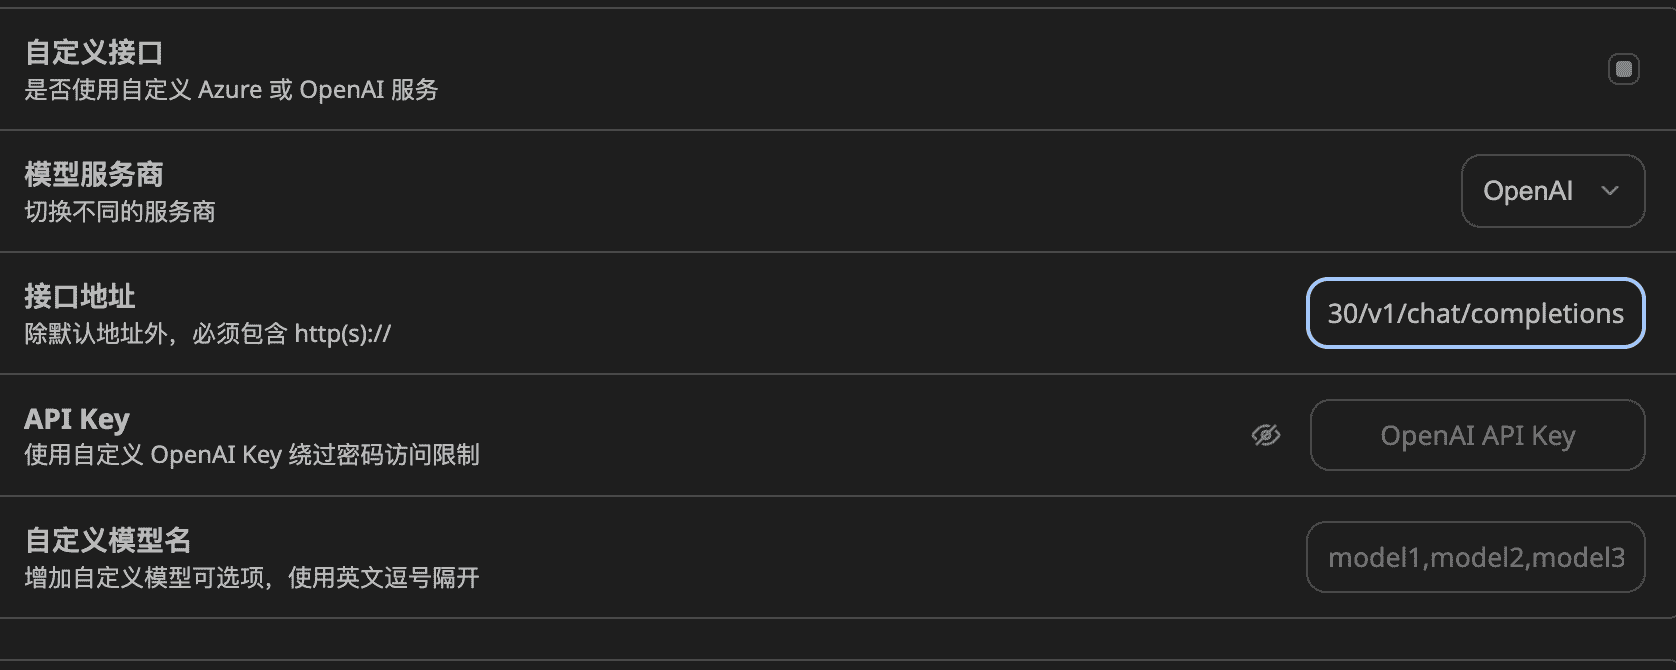 自定义接口
是否使用自定义 Azure 或 OpenAI 服务
模型服务商
切换不同的服务商
OpenAI
接口地址
除默认地址外，必须包含 http(s)://
30/v1/chat/completions
API Key
使用自定义 OpenAI Key 绕过密码访问限制
OpenAI API Key
自定义模型名
增加自定义模型可选项，使用英文逗号隔开
model1,model2,model3